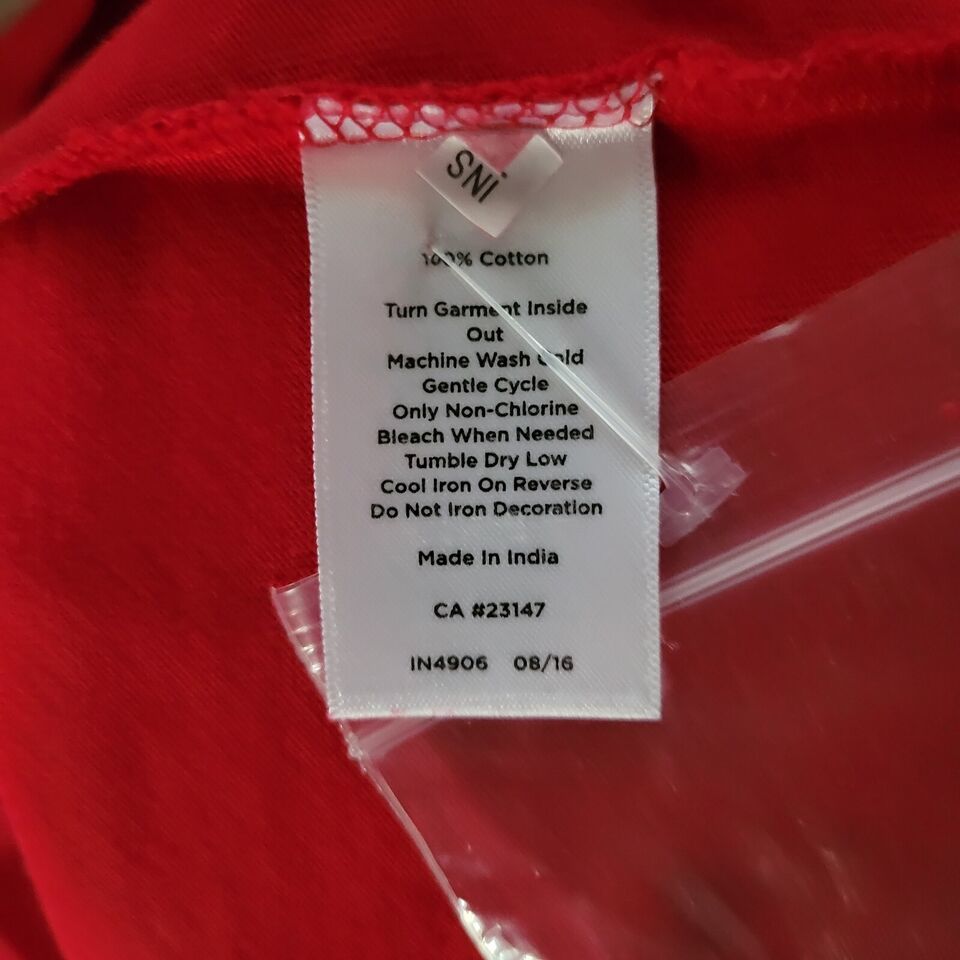 SNI
100% Cotton
Turn Garment Inside
Out
Machine Wash Cold
Gentle Cycle
Only Non-Chlorine
Bleach When Needed
Tumble Dry Low
Cool Iron On Reverse
Do Not Iron Decoration
Made In India
CA #23147
IN4906 08/16